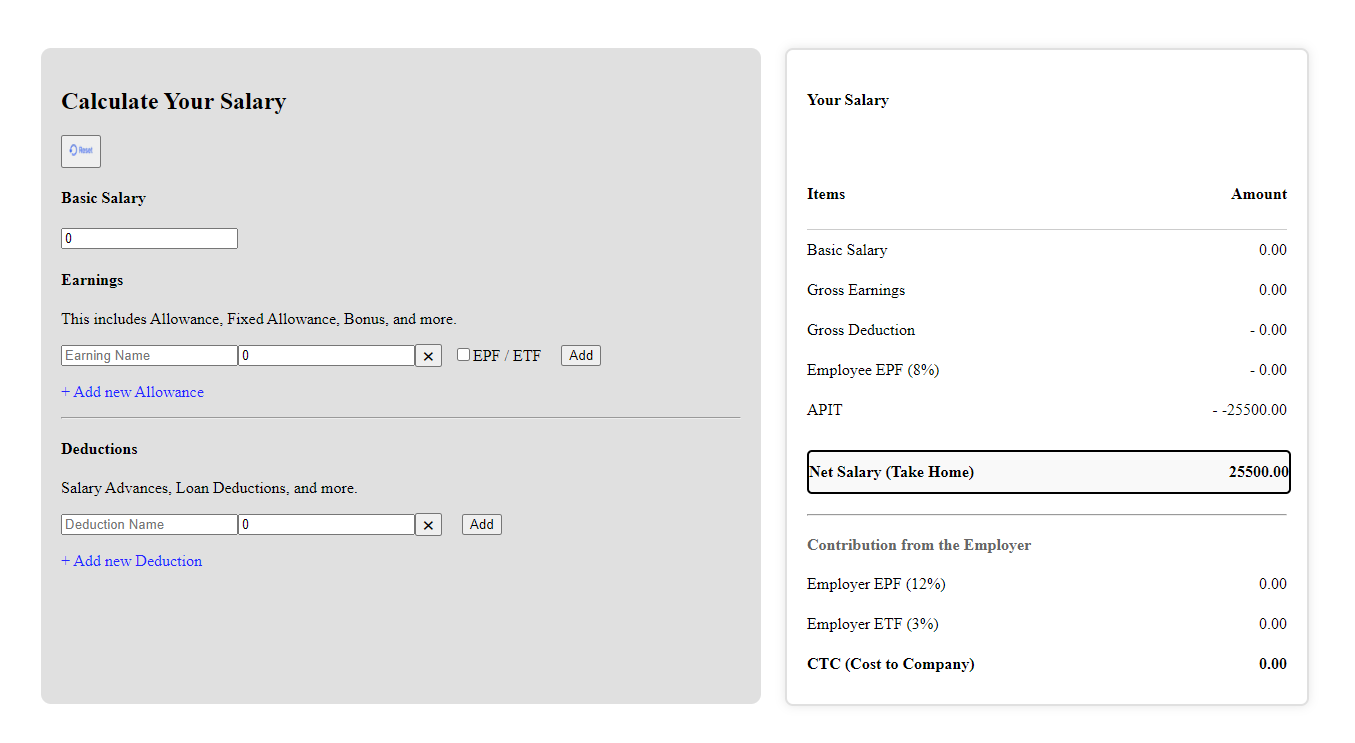 Calculate Your Salary
Reset
Basic Salary
0
Earnings
This includes Allowance, Fixed Allowance, Bonus, and more.
Earning Name 0 × EPF / ETF Add
+ Add new Allowance
Deductions
Salary Advances, Loan Deductions, and more.
Deduction Name 0 × Add
+ Add new Deduction
Your Salary
Items Amount
Basic Salary 0.00
Gross Earnings 0.00
Gross Deduction - 0.00
Employee EPF (8%) - 0.00
APIT - -25500.00
Net Salary (Take Home) 25500.00
Contribution from the Employer
Employer EPF (12%) 0.00
Employer ETF (3%) 0.00
CTC (Cost to Company) 0.00